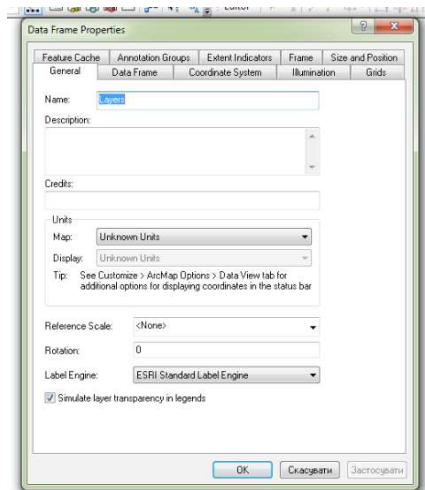 Editor
Data Frame Properties
Feature Cache Annotation Groups Extent Indicators Frame Size and Position
General Data Frame Coordinate System Illumination Grids
Name: Layers
Description:
Credits:
Units
Map: Unknown Units
Display: Unknown Units
Tip: See Customize > ArcMap Options > Data View tab for
additional options for displaying coordinates in the status bar
Reference Scale: <None>
Rotation: 0
Label Engine: ESRI Standard Label Engine
Simulate layer transparency in legends
OK Скасувати Застосувати